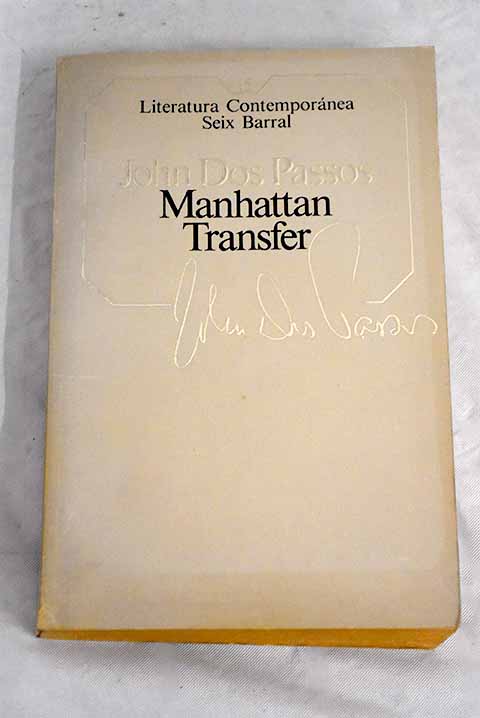 Literatura Contemporánea
Seix Barral
John Dos Passos
Manhattan
Transfer
John Dos Passos